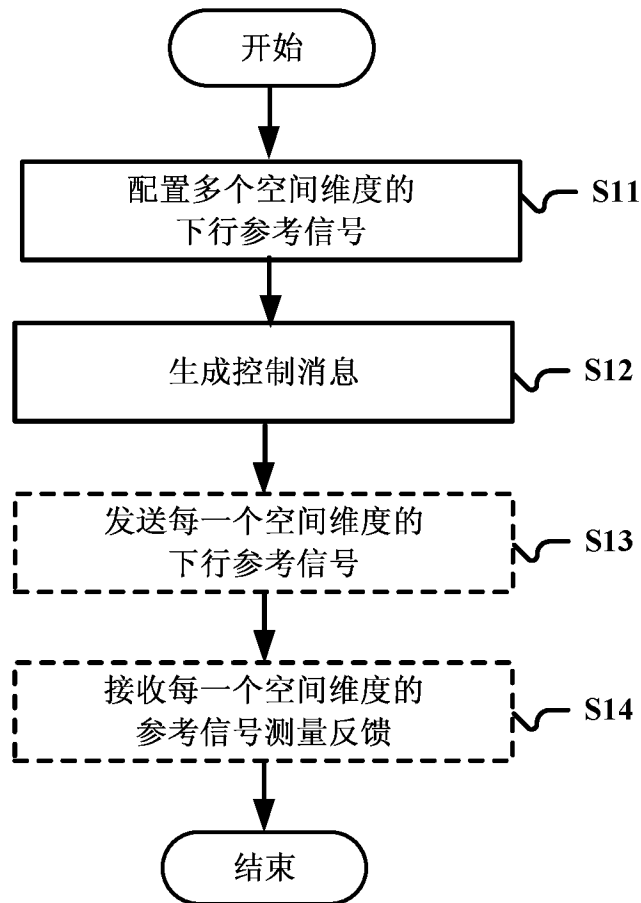 开始
配置多个空间维度的
下行参考信号
S11
生成控制消息
S12
发送每一个空间维度的
下行参考信号
S13
接收每一个空间维度的
参考信号测量反馈
S14
结束